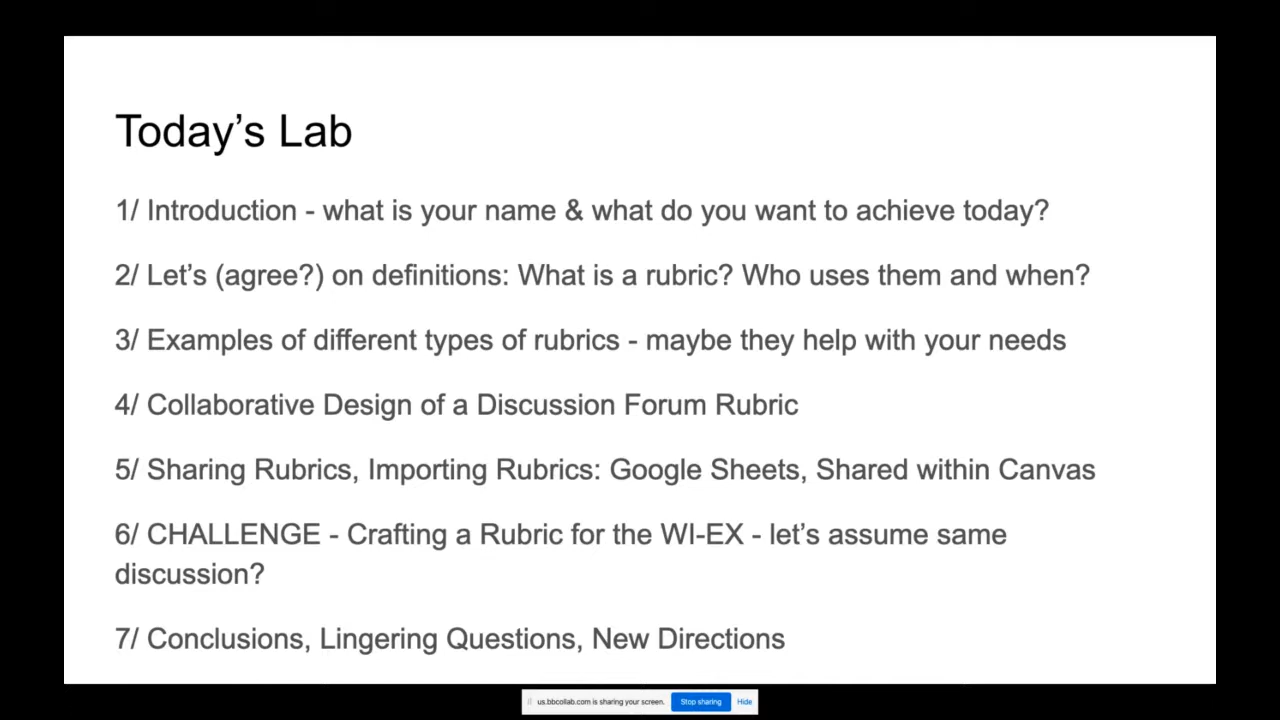 Today’s Lab
1/ Introduction - what is your name & what do you want to achieve today?
2/ Let’s (agree?) on definitions: What is a rubric? Who uses them and when?
3/ Examples of different types of rubrics - maybe they help with your needs
4/ Collaborative Design of a Discussion Forum Rubric
5/ Sharing Rubrics, Importing Rubrics: Google Sheets, Shared within Canvas
6/ CHALLENGE - Crafting a Rubric for the WI-EX - let’s assume same
discussion?
7/ Conclusions, Lingering Questions, New Directions
us.bbcollab.com is sharing your screen. Stop sharing Hide